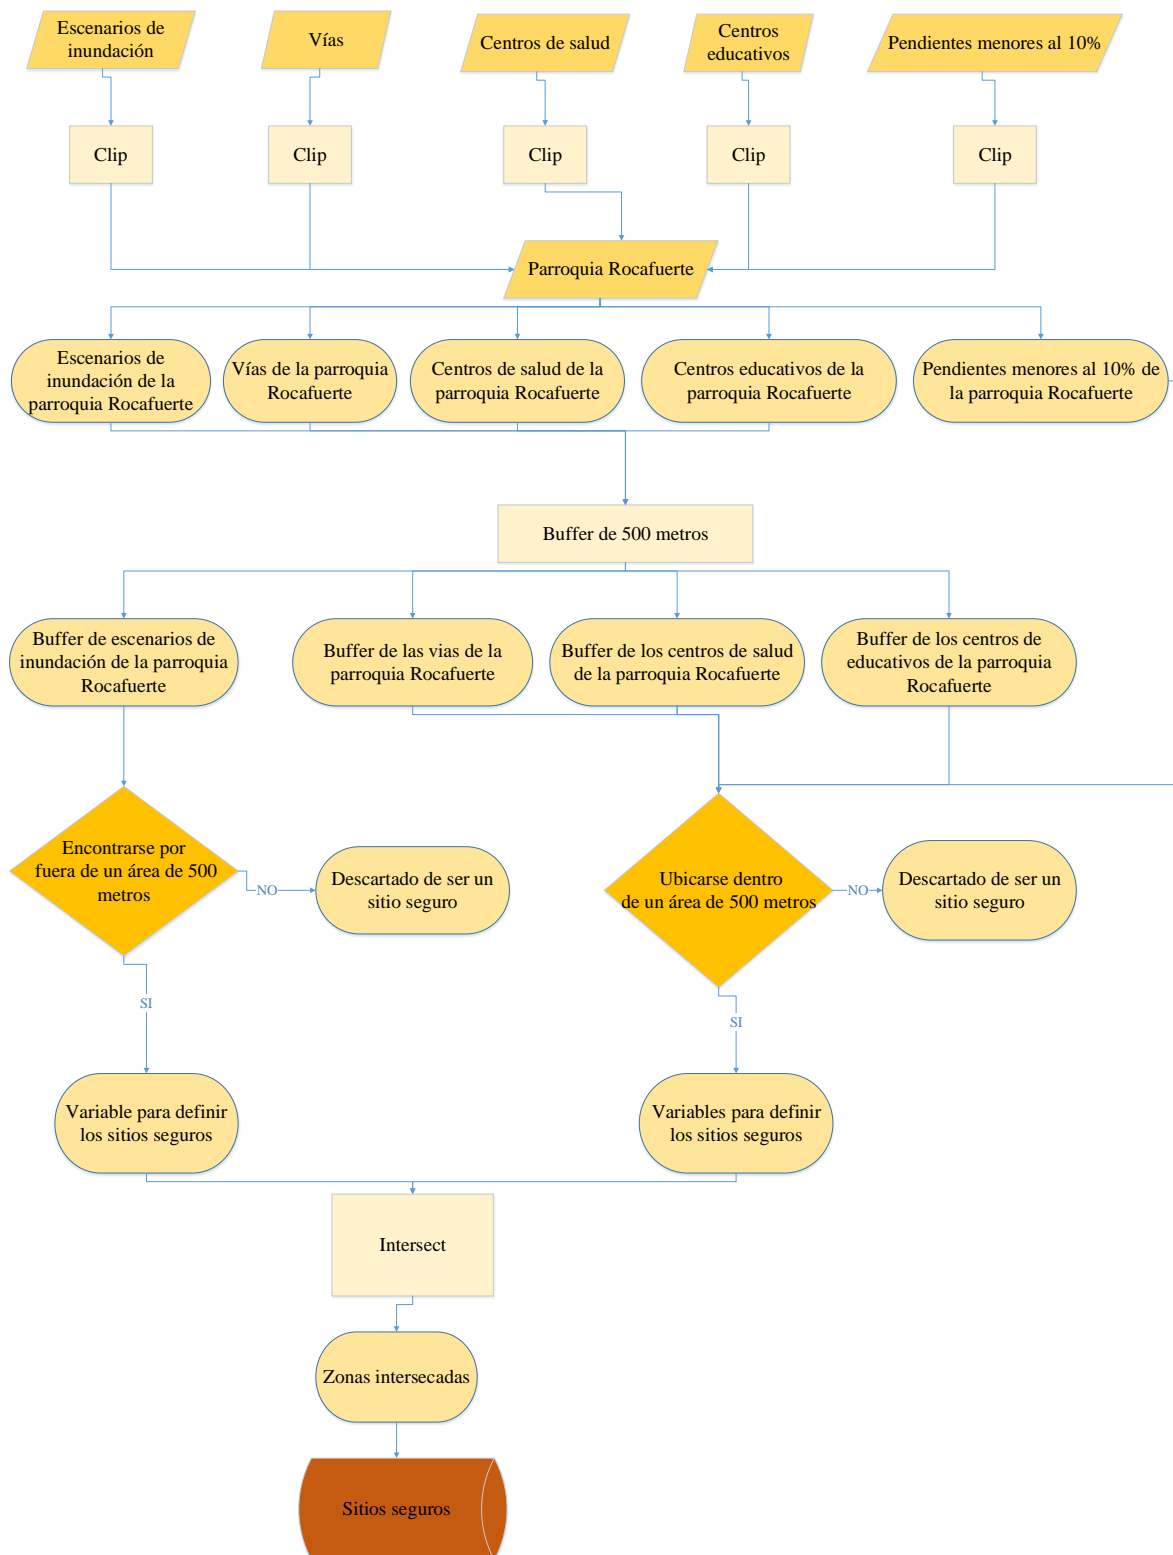 Escenarios de
inundación
Vías
Centros de salud
Centros
educativos
Pendientes menores al 10%
Clip
Clip
Clip
Clip
Clip
Parroquia Rocafuerte
Escenarios de
inundación de la
parroquia Rocafuerte
Vías de la parroquia
Rocafuerte
Centros de salud de la
parroquia Rocafuerte
Centros educativos de la
parroquia Rocafuerte
Pendientes menores al 10% de
la parroquia Rocafuerte
Buffer de 500 metros
Buffer de escenarios de
inundación de la parroquia
Rocafuerte
Buffer de las vias de la
parroquia Rocafuerte
Buffer de los centros de salud
de la parroquia Rocafuerte
Buffer de los centros de
educativos de la parroquia
Rocafuerte
Encontrarse por
fuera de un área de 500
metros
NO
Descartado de ser un
sitio seguro
Ubicarse dentro
de un área de 500 metros
NO
Descartado de ser un
sitio seguro
SI
SI
Variable para definir
los sitios seguros
Variables para definir
los sitios seguros
Intersect
Zonas intersecadas
Sitios seguros